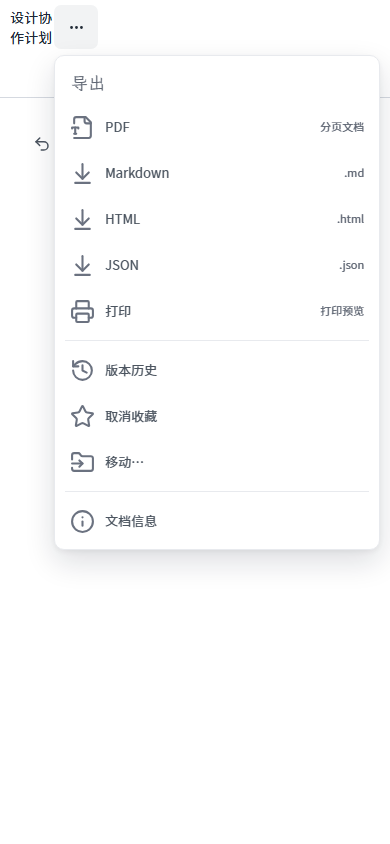 设计协
作计划
导出
PDF 分页文档
Markdown .md
HTML .html
JSON .json
打印 打印预览
版本历史
取消收藏
移动…
文档信息